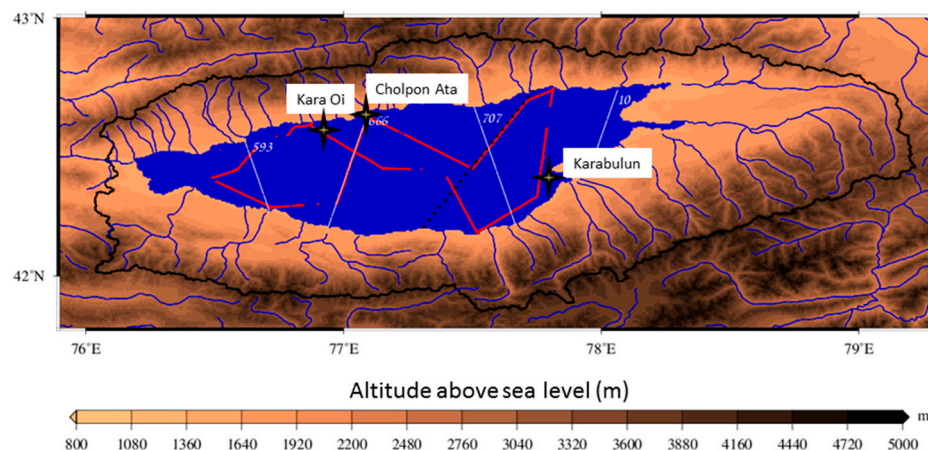 43°N
Kara Oi
Cholpon Ata
593
666
707
10
Karabulun
42°N
76°E
77°E
78°E
79°E
Altitude above sea level (m)
m
800 1080 1360 1640 1920 2200 2480 2760 3040 3320 3600 3880 4160 4440 4720 5000